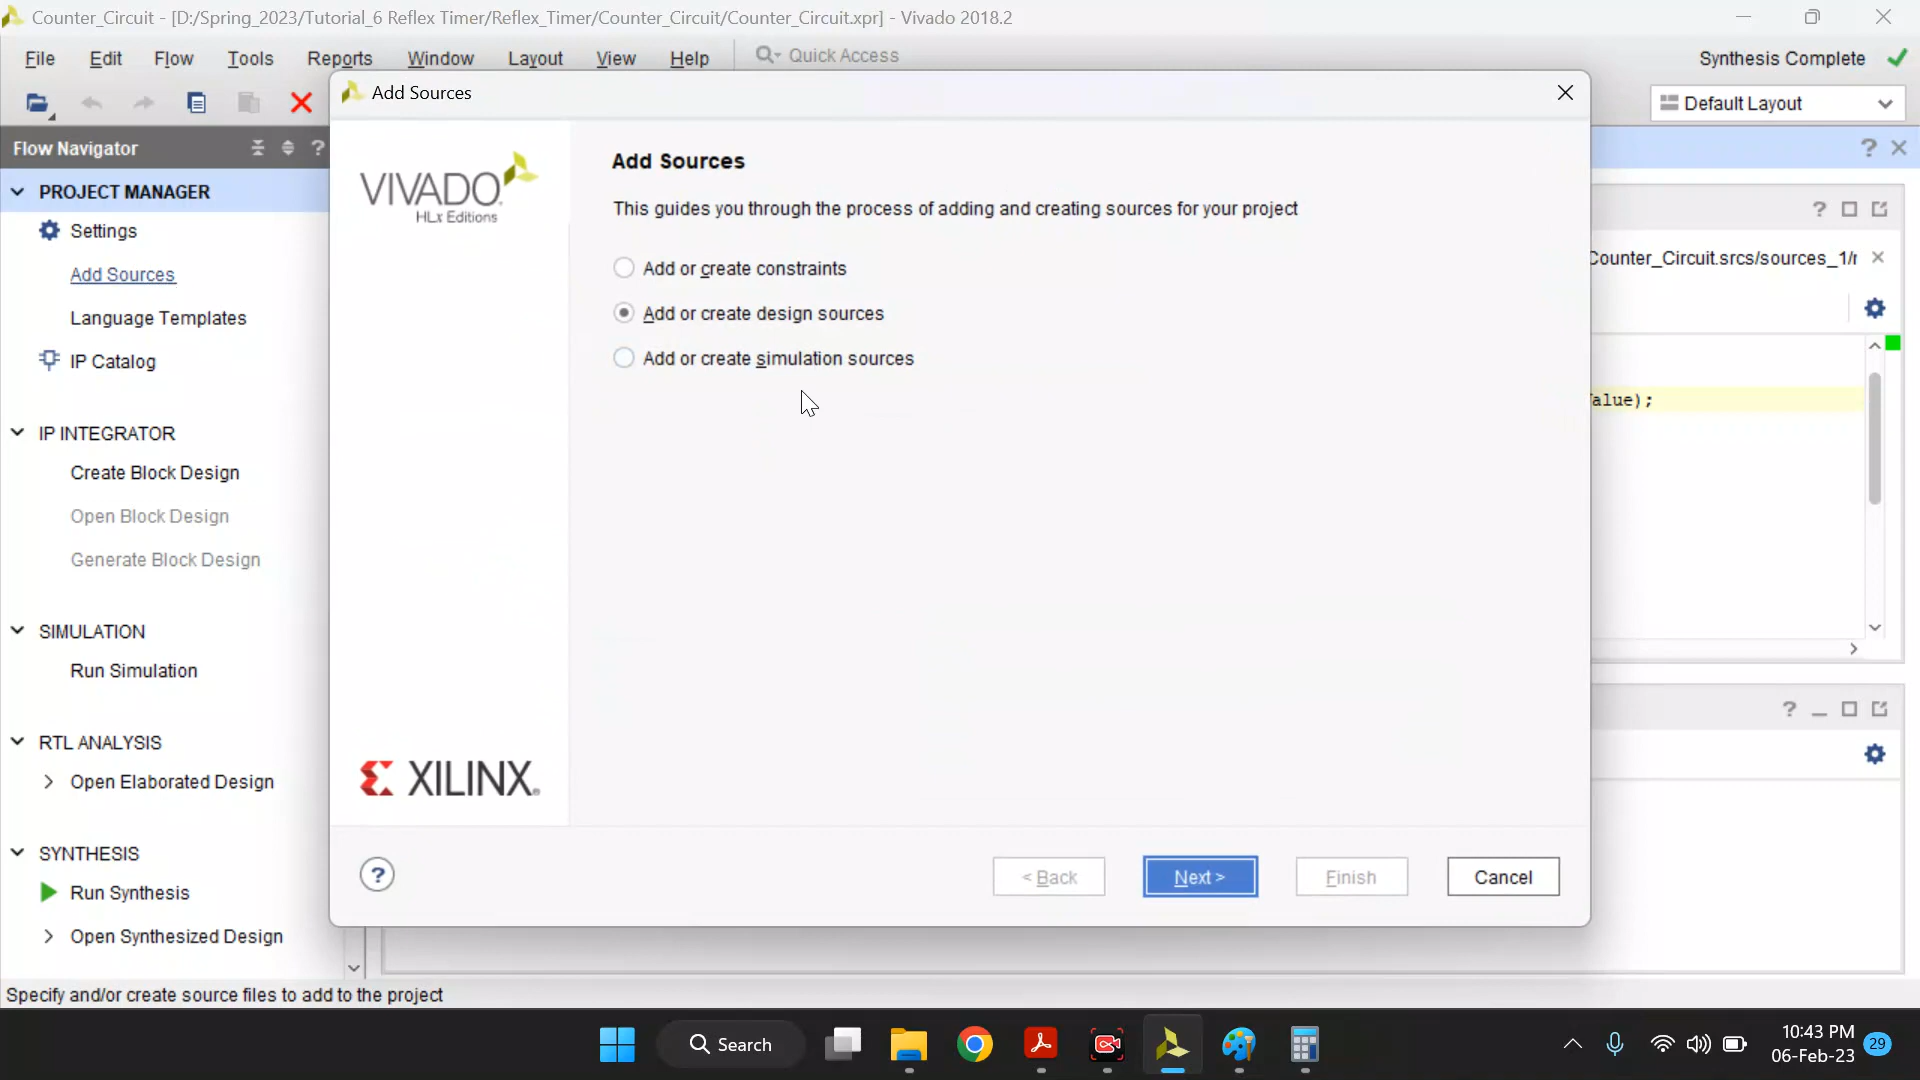 Counter_Circuit - [D:/Spring_2023/Tutorial_6 Reflex Timer/Reflex_Timer/Counter_Circuit/Counter_Circuit.xpr] - Vivado 2018.2
File Edit Flow Tools Reports Window Layout View Help Quick Access
Synthesis Complete
Default Layout
Flow Navigator
?
PROJECT MANAGER
Settings
Add Sources
Language Templates
IP Catalog
IP INTEGRATOR
Create Block Design
Open Block Design
Generate Block Design
SIMULATION
Run Simulation
RTL ANALYSIS
Open Elaborated Design
SYNTHESIS
Run Synthesis
Open Synthesized Design
Add Sources
VIVADO
HLx Editions
XILINX
Add Sources
This guides you through the process of adding and creating sources for your project
Add or create constraints
Add or create design sources
Add or create simulation sources
?
< Back
Next >
Finish
Cancel
?
?
Counter_Circuit.srcs/sources_1/r
alue);
?
Specify and/or create source files to add to the project
Search
10:43 PM
06-Feb-23
29